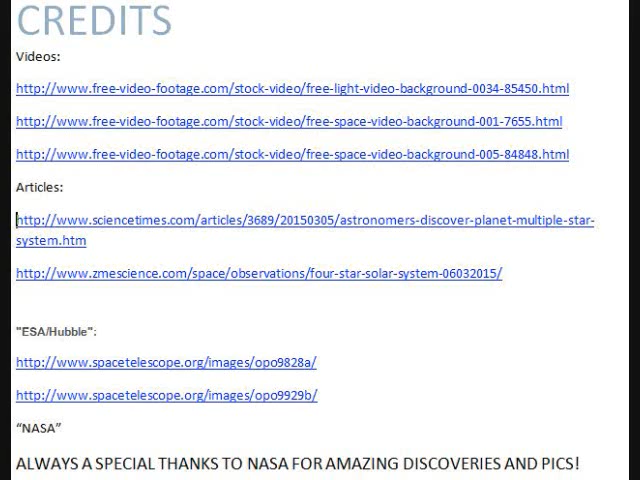 CREDITS
Videos:
http://www.free-video-footage.com/stock-video/free-light-video-background-0034-85450.html
http://www.free-video-footage.com/stock-video/free-space-video-background-001-7655.html
http://www.free-video-footage.com/stock-video/free-space-video-background-005-84848.html
Articles:
http://www.sciencetimes.com/articles/3689/20150305/astronomers-discover-planet-multiple-star-
system.htm
http://www.zmescience.com/space/observations/four-star-solar-system-06032015/
"ESA/Hubble":
http://www.spacetelescope.org/images/opo9828a/
http://www.spacetelescope.org/images/opo9929b/
“NASA”
ALWAYS A SPECIAL THANKS TO NASA FOR AMAZING DISCOVERIES AND PICS!